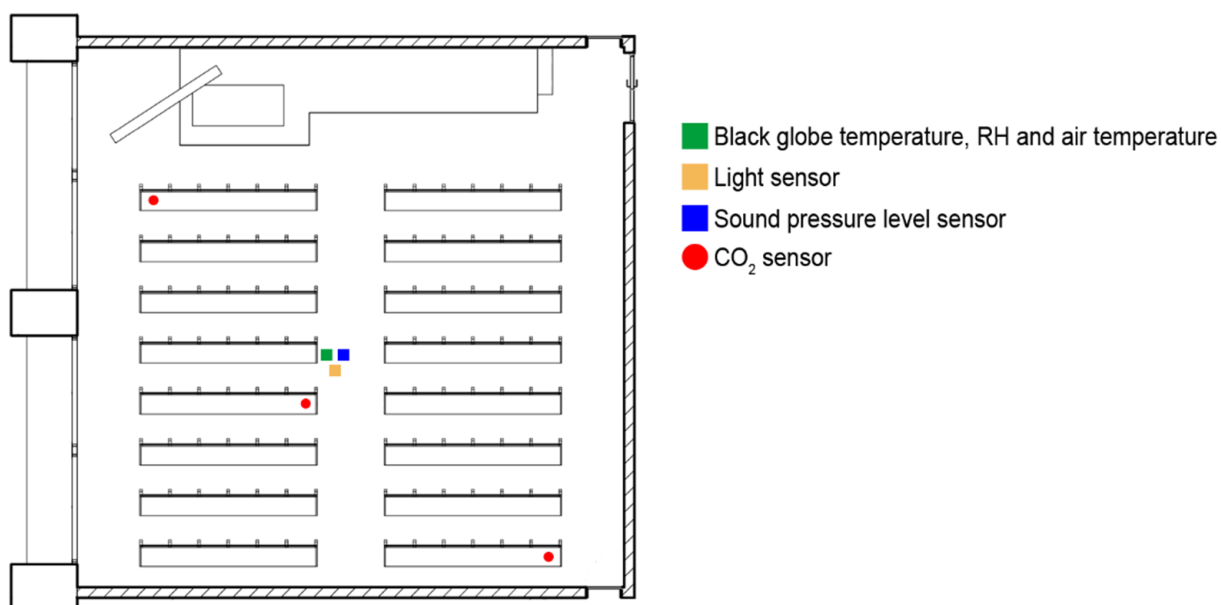 Black globe temperature, RH and air temperature
Light sensor
Sound pressure level sensor
CO₂ sensor